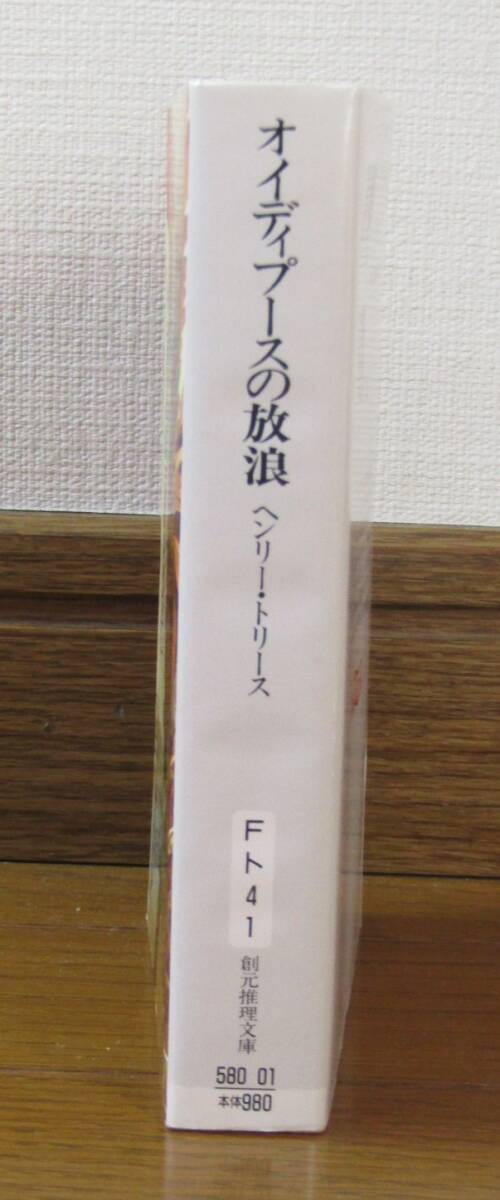 オイディプースの放浪
ヘンリー・トリース
Fト41
創元推理文庫
580 01
本体980